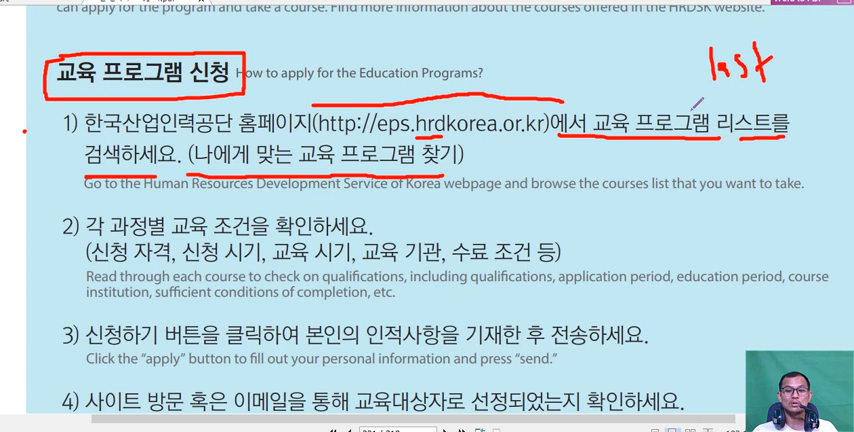 can apply for the program and take a course. Find more information about the courses offered in the HRDSK website.
교육 프로그램 신청 How to apply for the Education Programs?
last
1) 한국산업인력공단 홈페이지(http://eps.hrdkorea.or.kr)에서 교육 프로그램 리스트를
검색하세요. (나에게 맞는 교육 프로그램 찾기)
Go to the Human Resources Development Service of Korea webpage and browse the courses list that you want to take.
2) 각 과정별 교육 조건을 확인하세요.
(신청 자격, 신청 시기, 교육 시기, 교육 기관, 수료 조건 등)
Read through each course to check on qualifications, including qualifications, application period, education period, course
institution, sufficient conditions of completion, etc.
3) 신청하기 버튼을 클릭하여 본인의 인적사항을 기재한 후 전송하세요.
Click the “apply” button to fill out your personal information and press “send.”
4) 사이트 방문 혹은 이메일을 통해 교육대상자로 선정되었는지 확인하세요.